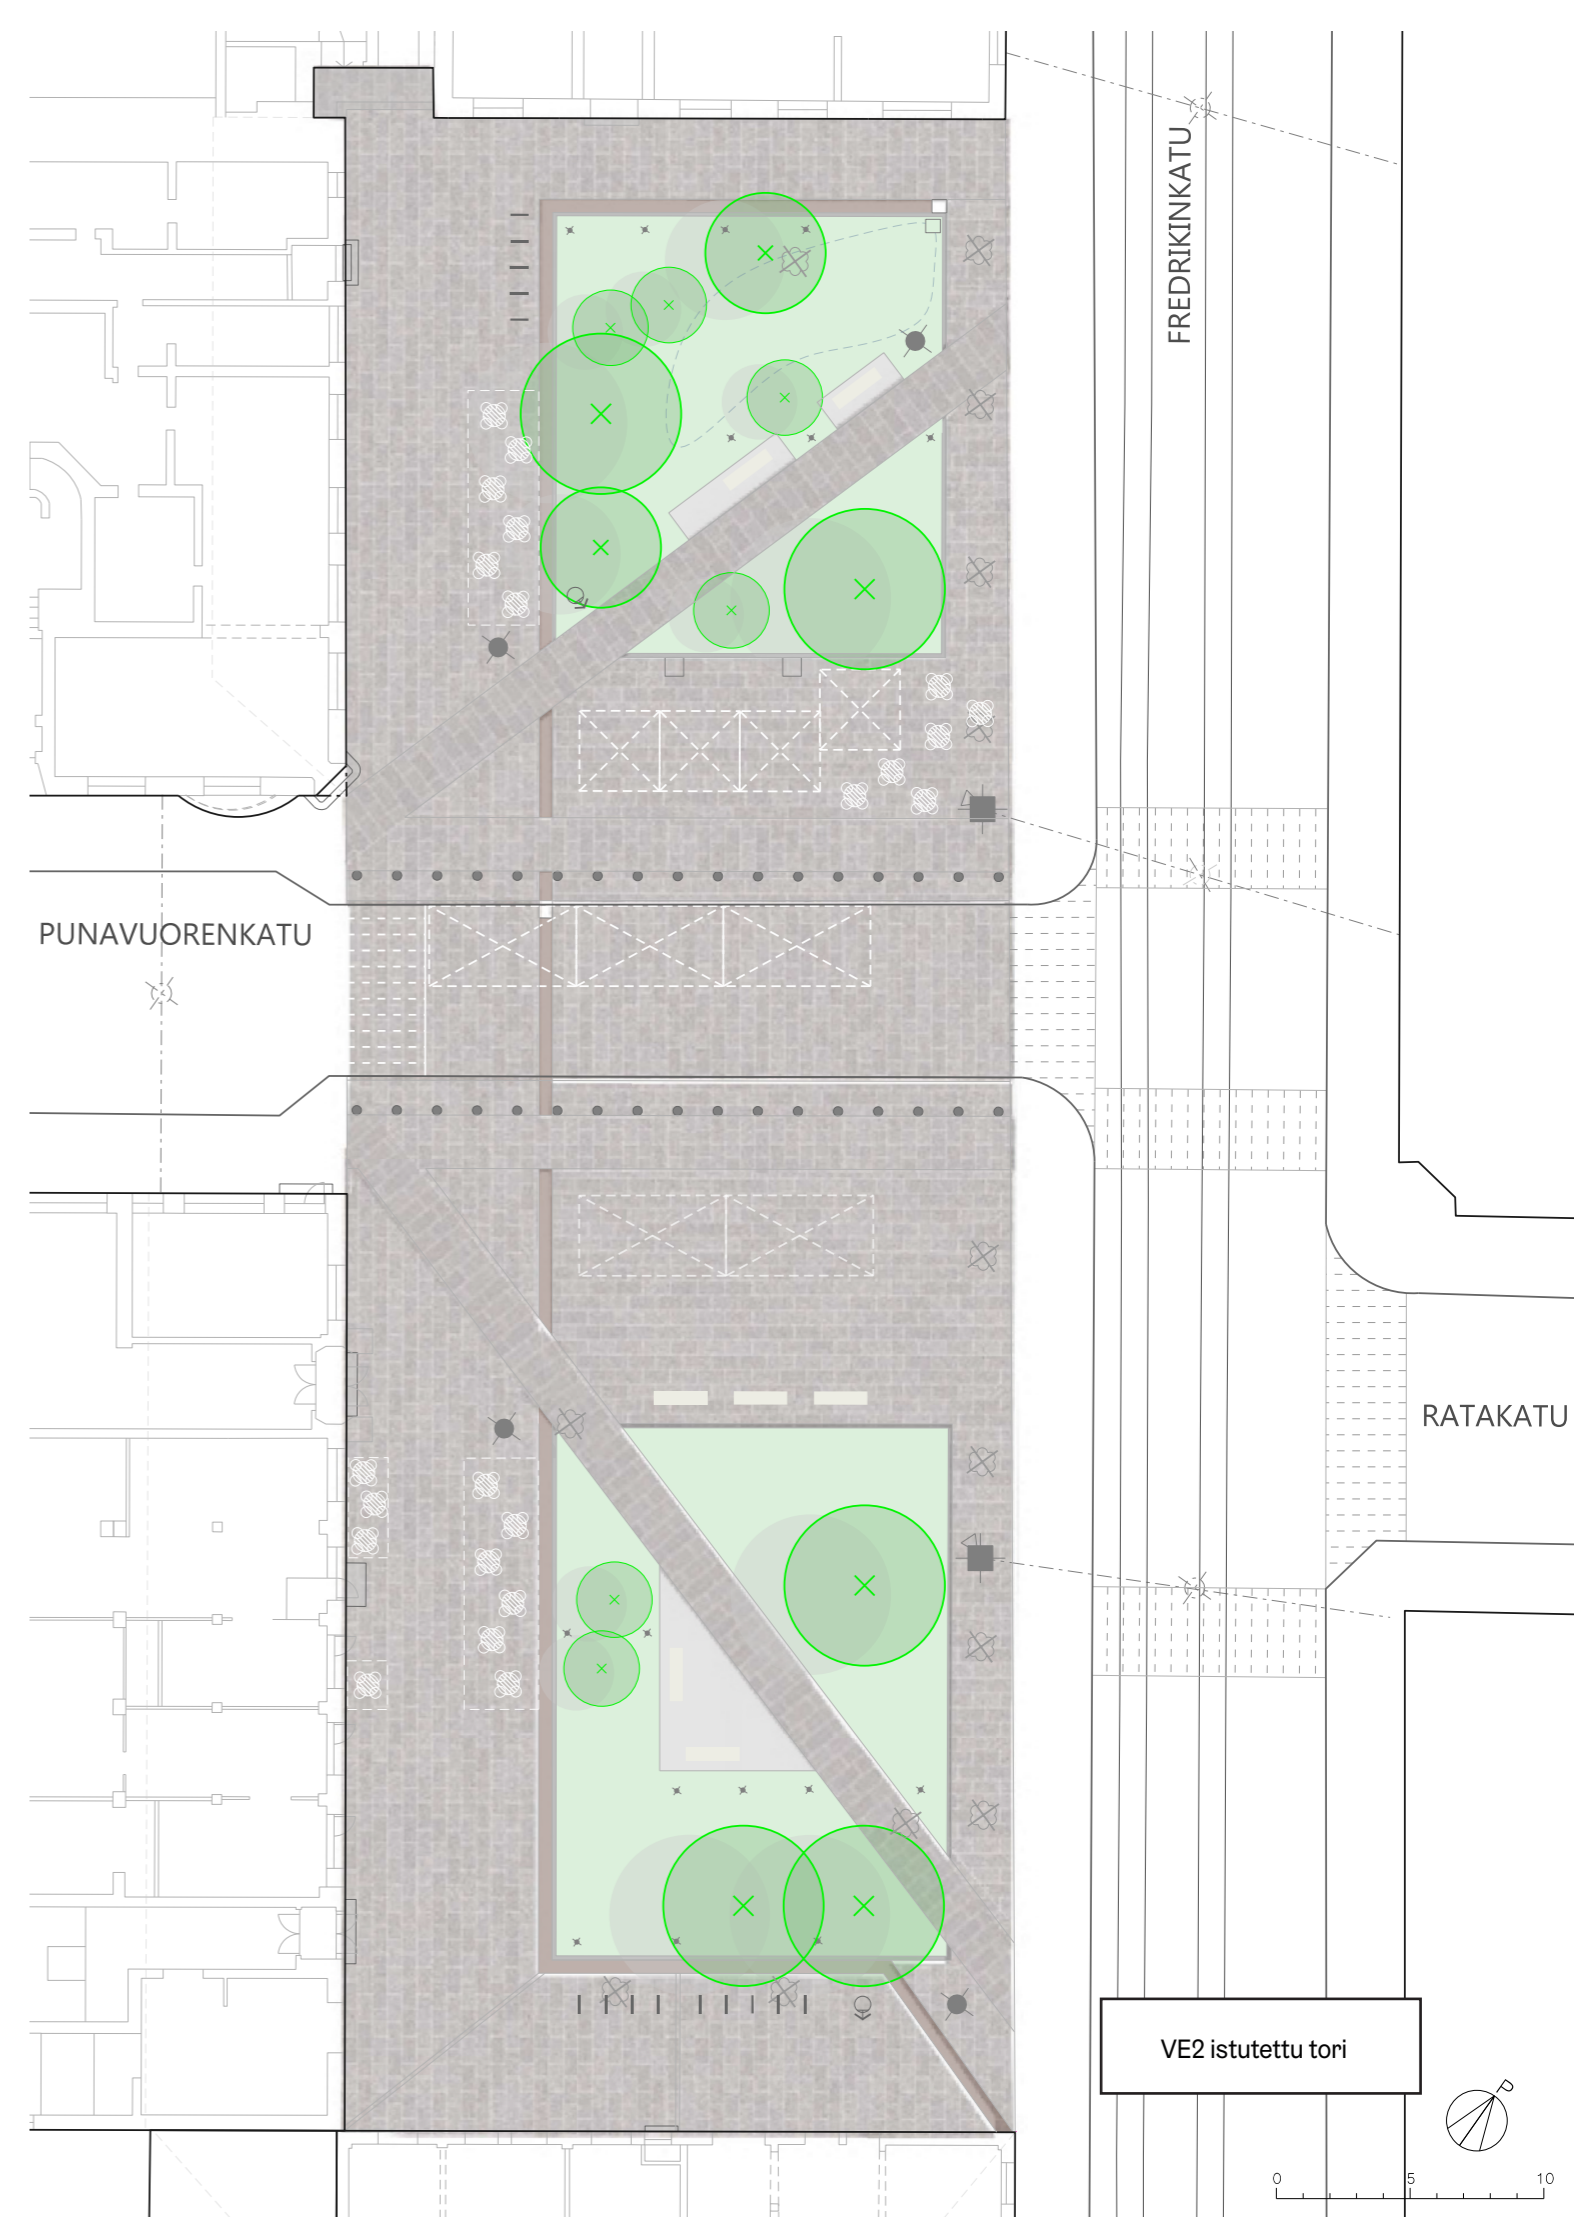 FREDRIKINKATU
PUNAVUORENKATU
RATAKATU
VE2 istutettu tori
P
0 5 10